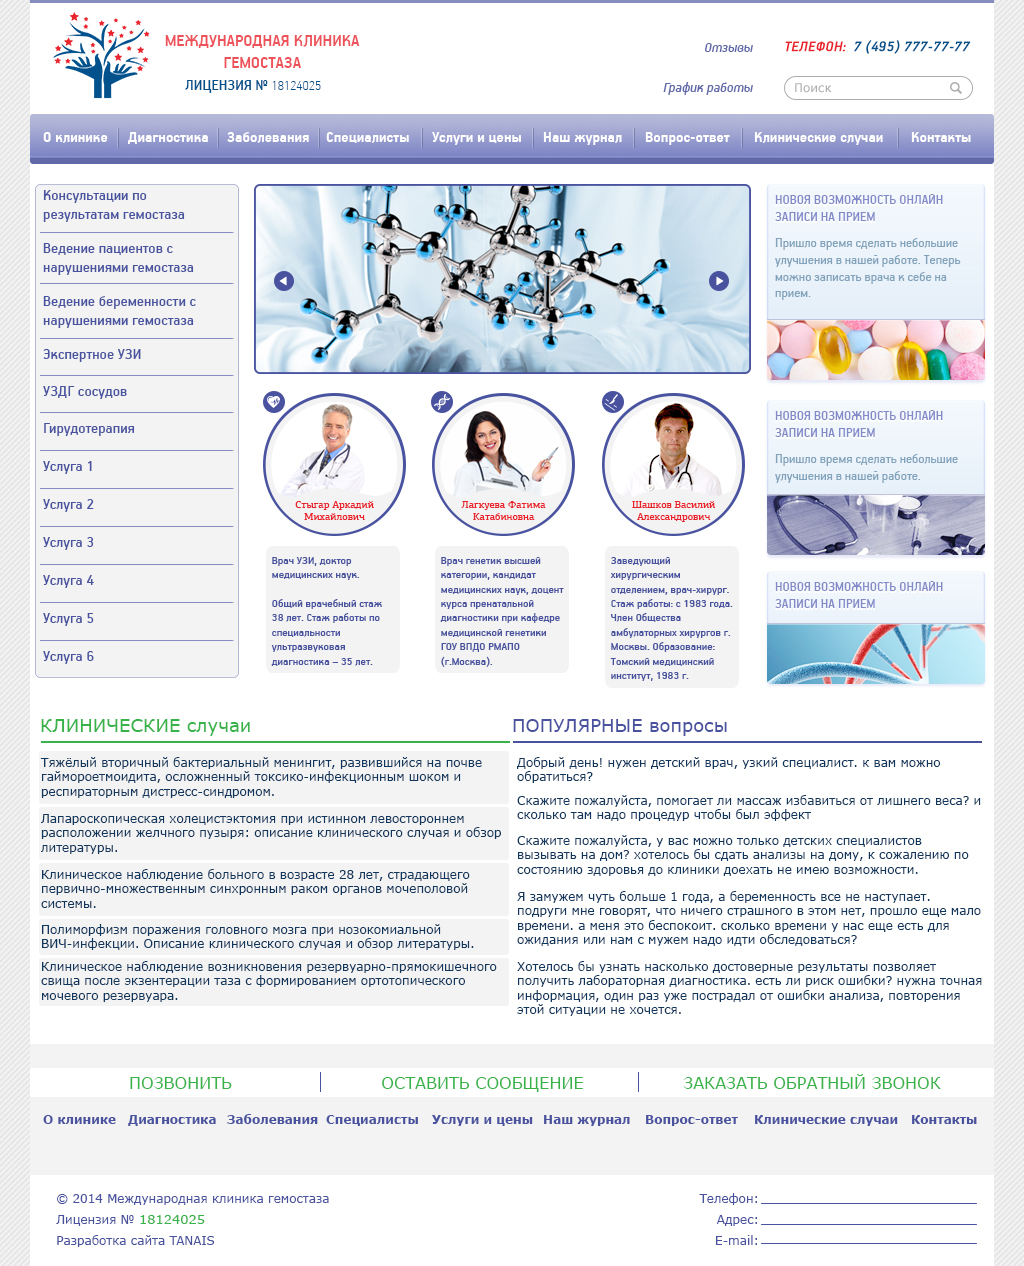 МЕЖДУНАРОДНАЯ КЛИНИКА
ГЕМОСТАЗА
ЛИЦЕНЗИЯ № 18124025
Отзывы
ТЕЛЕФОН: 7 (495) 777-77-77
График работы
Поиск
О клинике
Диагностика
Заболевания
Специалисты
Услуги и цены
Наш журнал
Вопрос-ответ
Клинические случаи
Контакты
Консультации по
результатам гемостаза
Ведение пациентов с
нарушениями гемостаза
Ведение беременности с
нарушениями гемостаза
Экспертное УЗИ
УЗДГ сосудов
Гирудотерапия
Услуга 1
Услуга 2
Услуга 3
Услуга 4
Услуга 5
Услуга 6
Стыгар Аркадий
Михайлович
Врач УЗИ, доктор
медицинских наук.
Общий врачебный стаж
38 лет. Стаж работы по
специальности
ультразвуковая
диагностика – 35 лет.
Лагкуева Фатима
Катабиновна
Врач генетик высшей
категории, кандидат
медицинских наук, доцент
курса пренатальной
диагностики при кафедре
медицинской генетики
ГОУ ВПДО РМАПО
(г.Москва).
Шашков Василий
Александрович
Заведующий
хирургическим
отделением, врач-хирург.
Стаж работы: с 1983 года.
Член Общества
амбулаторных хирургов г.
Москвы. Образование:
Томский медицинский
институт, 1983 г.
НОВОЯ ВОЗМОЖНОСТЬ ОНЛАЙН
ЗАПИСИ НА ПРИЕМ
Пришло время сделать небольшие
улучшения в нашей работе. Теперь
можно записать врача к себе на
прием.
НОВОЯ ВОЗМОЖНОСТЬ ОНЛАЙН
ЗАПИСИ НА ПРИЕМ
Пришло время сделать небольшие
улучшения в нашей работе.
НОВОЯ ВОЗМОЖНОСТЬ ОНЛАЙН
ЗАПИСИ НА ПРИЕМ
КЛИНИЧЕСКИЕ случаи
Тяжёлый вторичный бактериальный менингит, развившийся на почве
гаймороетмоидита, осложненный токсико-инфекционным шоком и
респираторным дистресс-синдромом.
Лапароскопическая холецистэктомия при истинном левостороннем
расположении желчного пузыря: описание клинического случая и обзор
литературы.
Клиническое наблюдение больного в возрасте 28 лет, страдающего
первично-множественным синхронным раком органов мочеполовой
системы.
Полиморфизм поражения головного мозга при нозокомиальной
ВИЧ-инфекции. Описание клинического случая и обзор литературы.
Клиническое наблюдение возникновения резервуарно-прямокишечного
свища после экзентерации таза с формированием ортотопического
мочевого резервуара.
ПОПУЛЯРНЫЕ вопросы
Добрый день! нужен детский врач, узкий специалист. к вам можно
обратиться?
Скажите пожалуйста, помогает ли массаж избавиться от лишнего веса? и
сколько там надо процедур чтобы был эффект
Скажите пожалуйста, у вас можно только детских специалистов
вызывать на дом? хотелось бы сдать анализы на дому, к сожалению по
состоянию здоровья до клиники доехать не имею возможности.
Я замужем чуть больше 1 года, а беременность все не наступает.
подруги мне говорят, что ничего страшного в этом нет, прошло еще мало
времени. а меня это беспокоит. сколько времени у нас еще есть для
ожидания или нам с мужем надо идти обследоваться?
Хотелось бы узнать насколько достоверные результаты позволяет
получить лабораторная диагностика. есть ли риск ошибки? нужна точная
информация, один раз уже пострадал от ошибки анализа, повторения
этой ситуации не хочется.
ПОЗВОНИТЬ
ОСТАВИТЬ СООБЩЕНИЕ
ЗАКАЗАТЬ ОБРАТНЫЙ ЗВОНОК
О клинике
Диагностика
Заболевания
Специалисты
Услуги и цены
Наш журнал
Вопрос-ответ
Клинические случаи
Контакты
© 2014 Международная клиника гемостаза
Лицензия № 18124025
Разработка сайта TANAIS
Телефон:
Адрес:
E-mail: